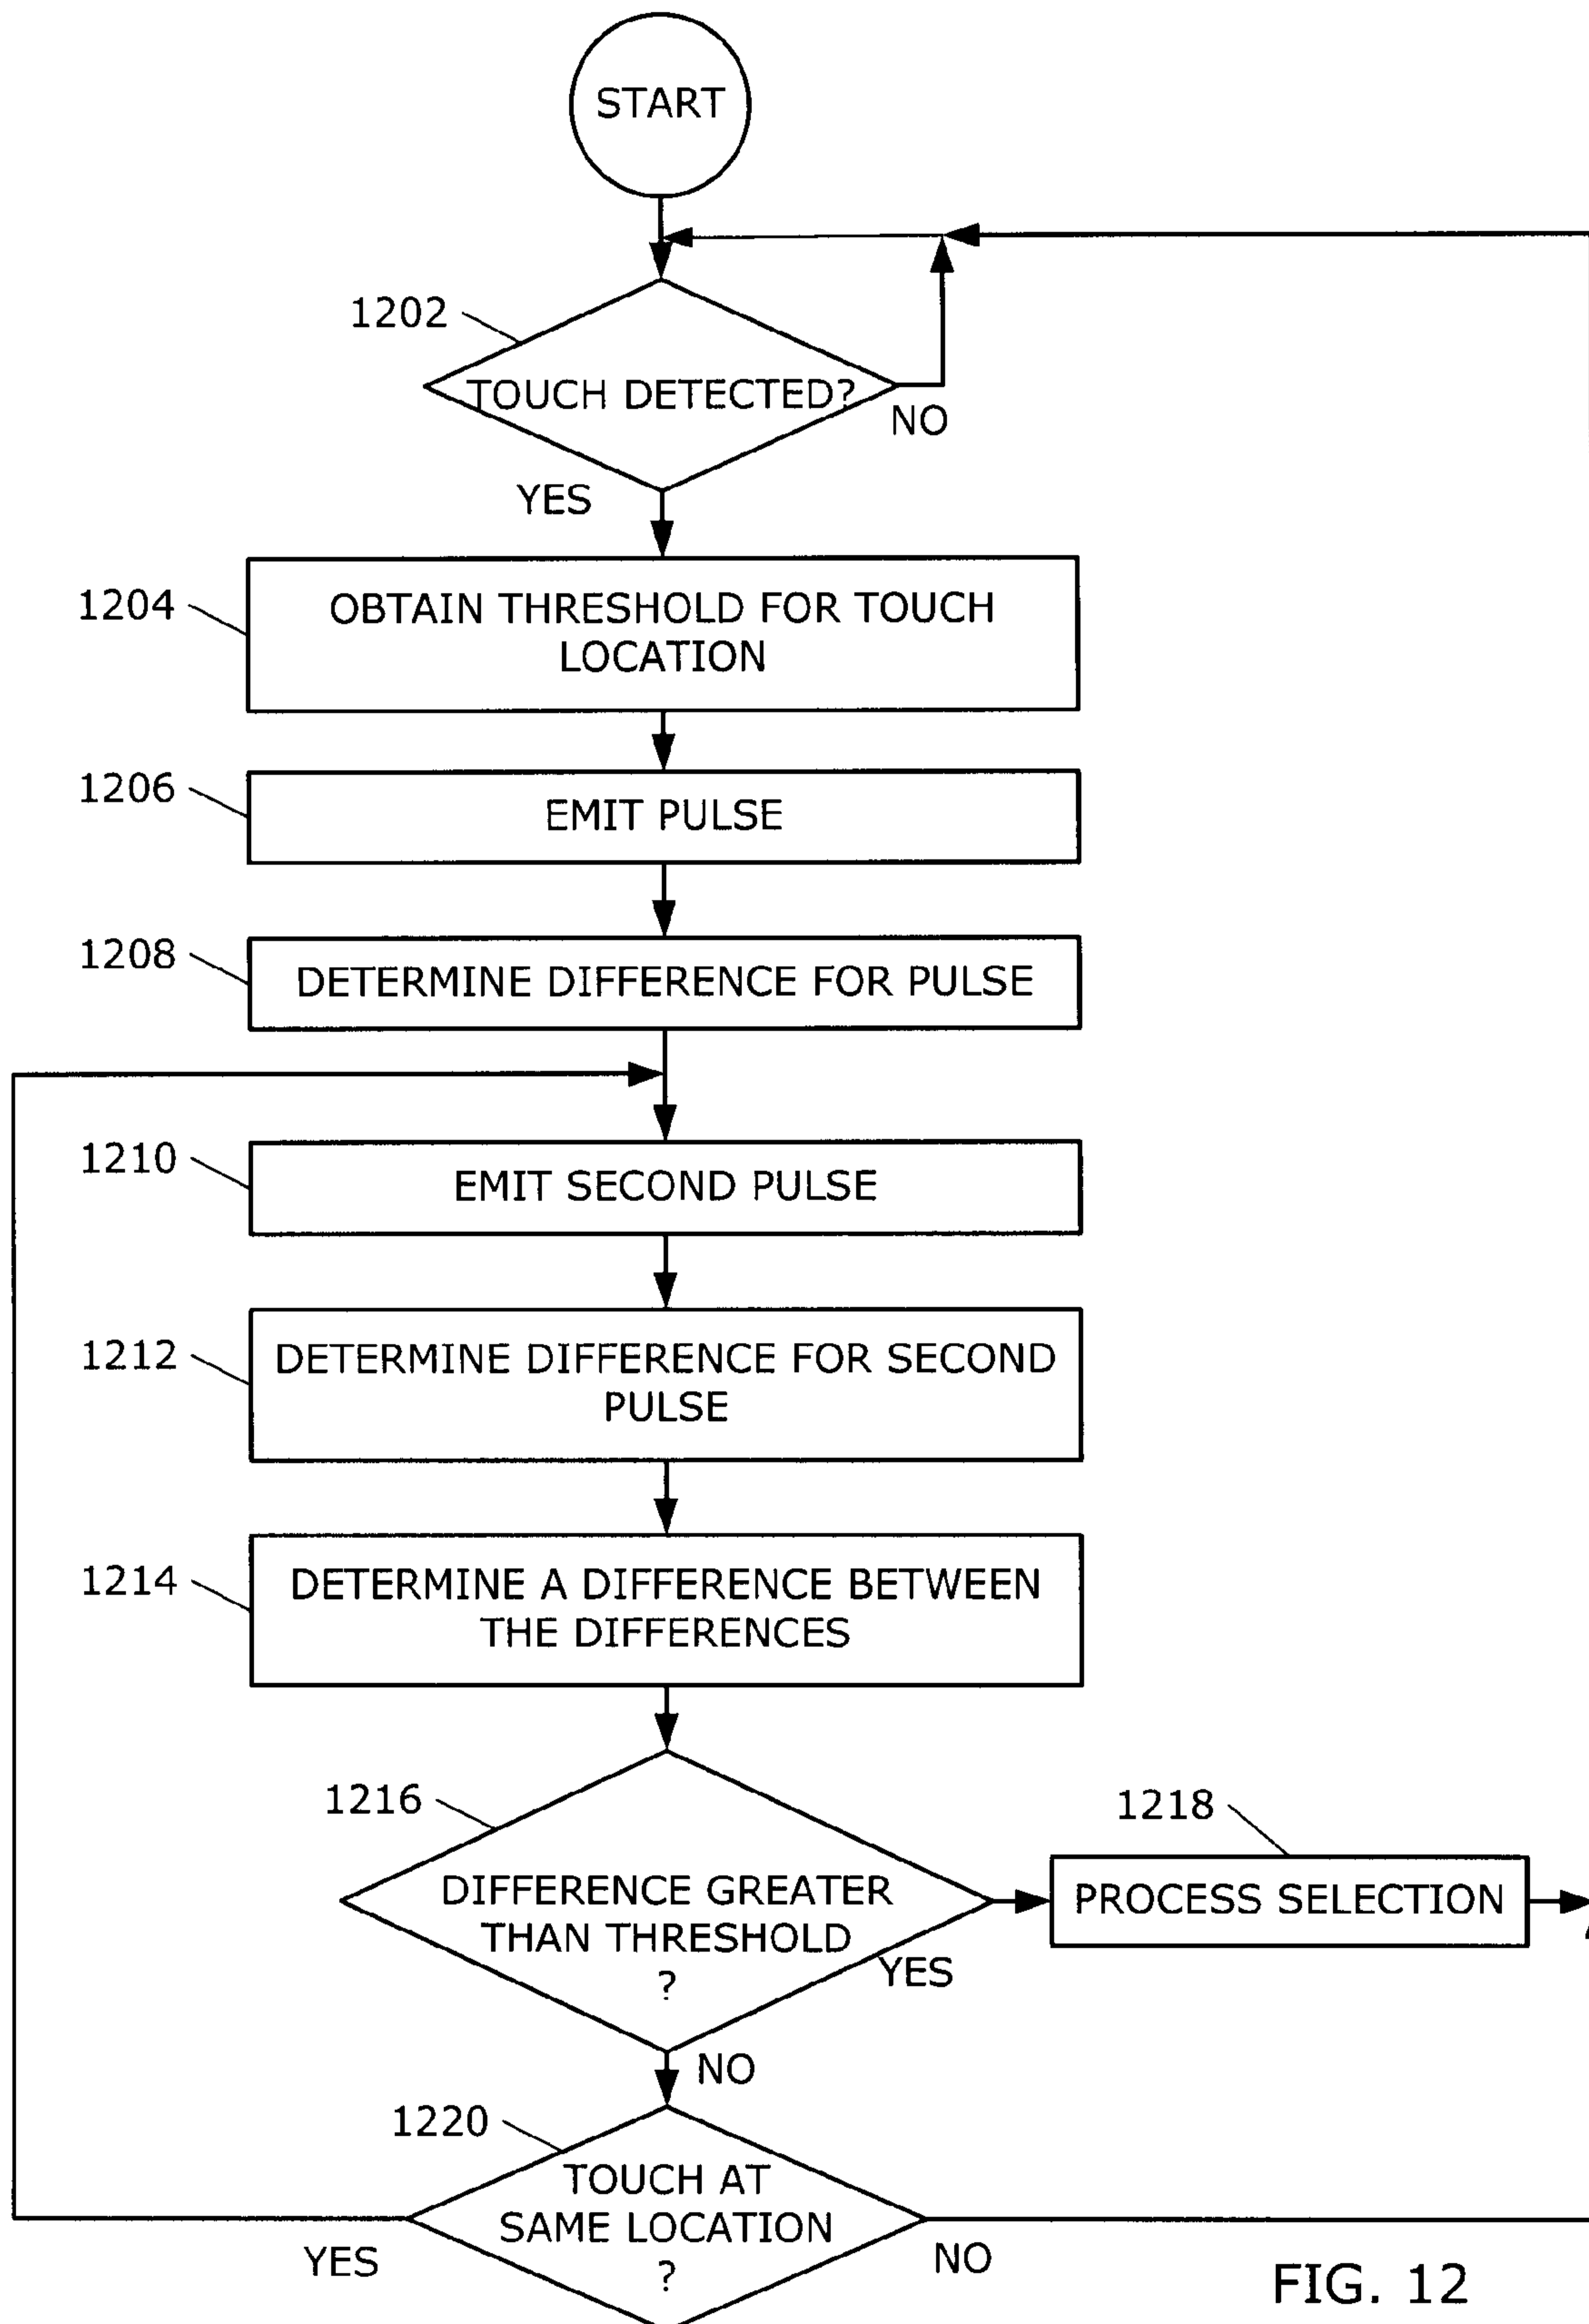 START
1202
TOUCH DETECTED?
NO
YES
1204
OBTAIN THRESHOLD FOR TOUCH
LOCATION
1206
EMIT PULSE
1208
DETERMINE DIFFERENCE FOR PULSE
1210
EMIT SECOND PULSE
1212
DETERMINE DIFFERENCE FOR SECOND
PULSE
1214
DETERMINE A DIFFERENCE BETWEEN
THE DIFFERENCES
1216
DIFFERENCE GREATER
THAN THRESHOLD
?
YES
1218
PROCESS SELECTION
NO
1220
TOUCH AT
SAME LOCATION
?
YES
NO
FIG. 12